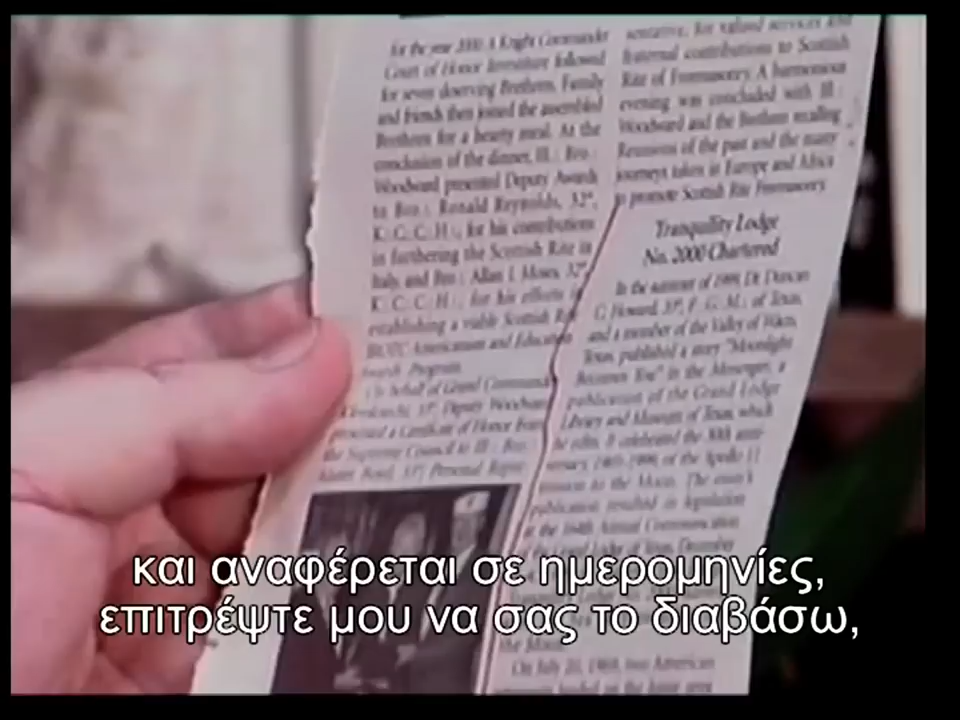 for the year 2000. A Knight Commander
Court of Honor Investiture followed
for seven deserving Brethren. Family
and friends then joined the assembled
Brethren for a hearty meal. At the
conclusion of the dinner, Ill∴ Bro∴
Woodward presented Deputy Awards
to Bro∴ Ronald Reynolds, 32°,
K∴C∴C∴H∴, for his contributions
in furthering the Scottish Rite in
Italy, and Bro∴ Allan I. 32°,
K∴C∴C∴H∴, for his efforts
establishing a viable Scottish
Americanism and Education
Awards Program.
On behalf of Grand Commander
33°, Deputy Woodward
presented a Certificate of Honor from
the Supreme Council to Ill∴ Bro∴
33°, Personal
sentative, for valued services and
fraternal contributions to Scottish
Rite of Freemasonry. A harmonious
evening was concluded with Ill∴
Woodward and the Brethren recalling
Reunions of the past and the many
journeys taken in Europe and Africa
to promote Scottish Rite Freemasonry.
Tranquility Lodge
No. 2000 Chartered
In the summer of 1999, Dr. Duncan
C. Howard, 33°, P∴G∴M∴ of Texas,
and a member of the Valley of Waco,
Texas, published a story "Moonlight
Becomes You" in the Messenger, a
publication of the Grand Lodge
Library and Museum of Texas, which
he edits. It celebrated the 30th anni-
versary, 1969-1999, of the Apollo 11
mission to the Moon. The
publication resulted in legislation
at the 164th Annual Communication
of the Grand Lodge of Texas, December
the Moon.
On July 20, 1969, two American
και αναφέρεται σε ημερομηνίες,
επιτρέψτε μου να σας το διαβάσω,